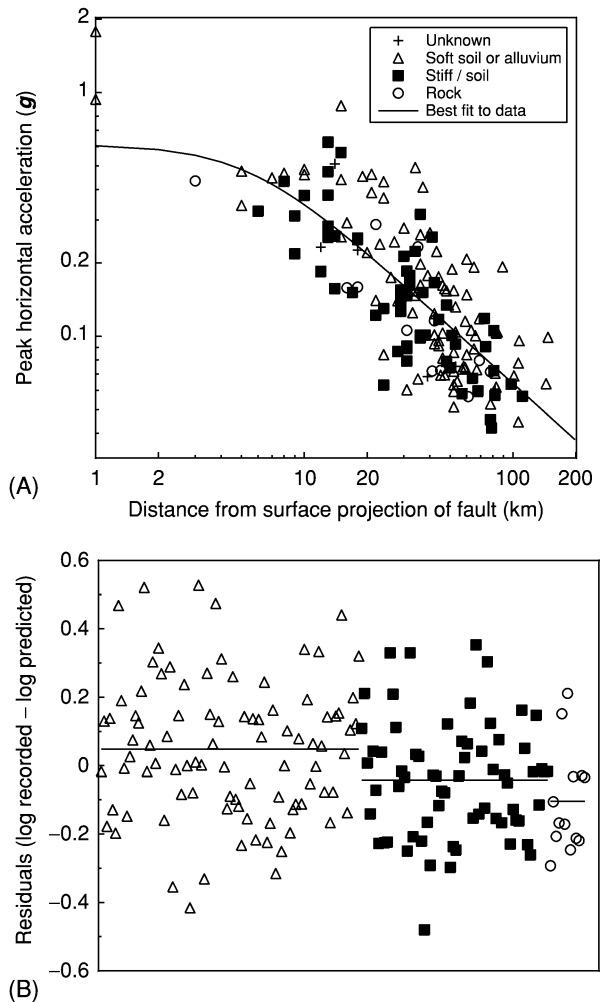 2
1
0.2
0.1
Peak horizontal acceleration (g)
Unknown
Soft soil or alluvium
Stiff / soil
Rock
Best fit to data
1
2
10
20
100
200
Distance from surface projection of fault (km)
(A)
0.6
0.4
0.2
0
−0.2
−0.4
−0.6
Residuals (log recorded – log predicted)
(B)